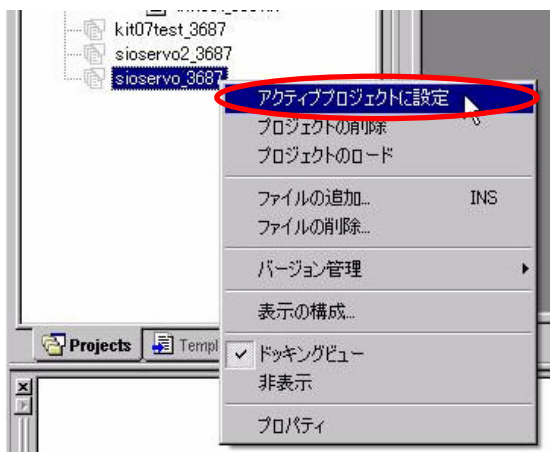 kit07test_3687
sioservo2_3687
sioservo_3687
アクティブプロジェクトに設定
プロジェクトの削除
プロジェクトのロード
ファイルの追加... INS
ファイルの削除...
バージョン管理
表示の構成...
Projects Templ
ドッキングビュー
非表示
プロパティ